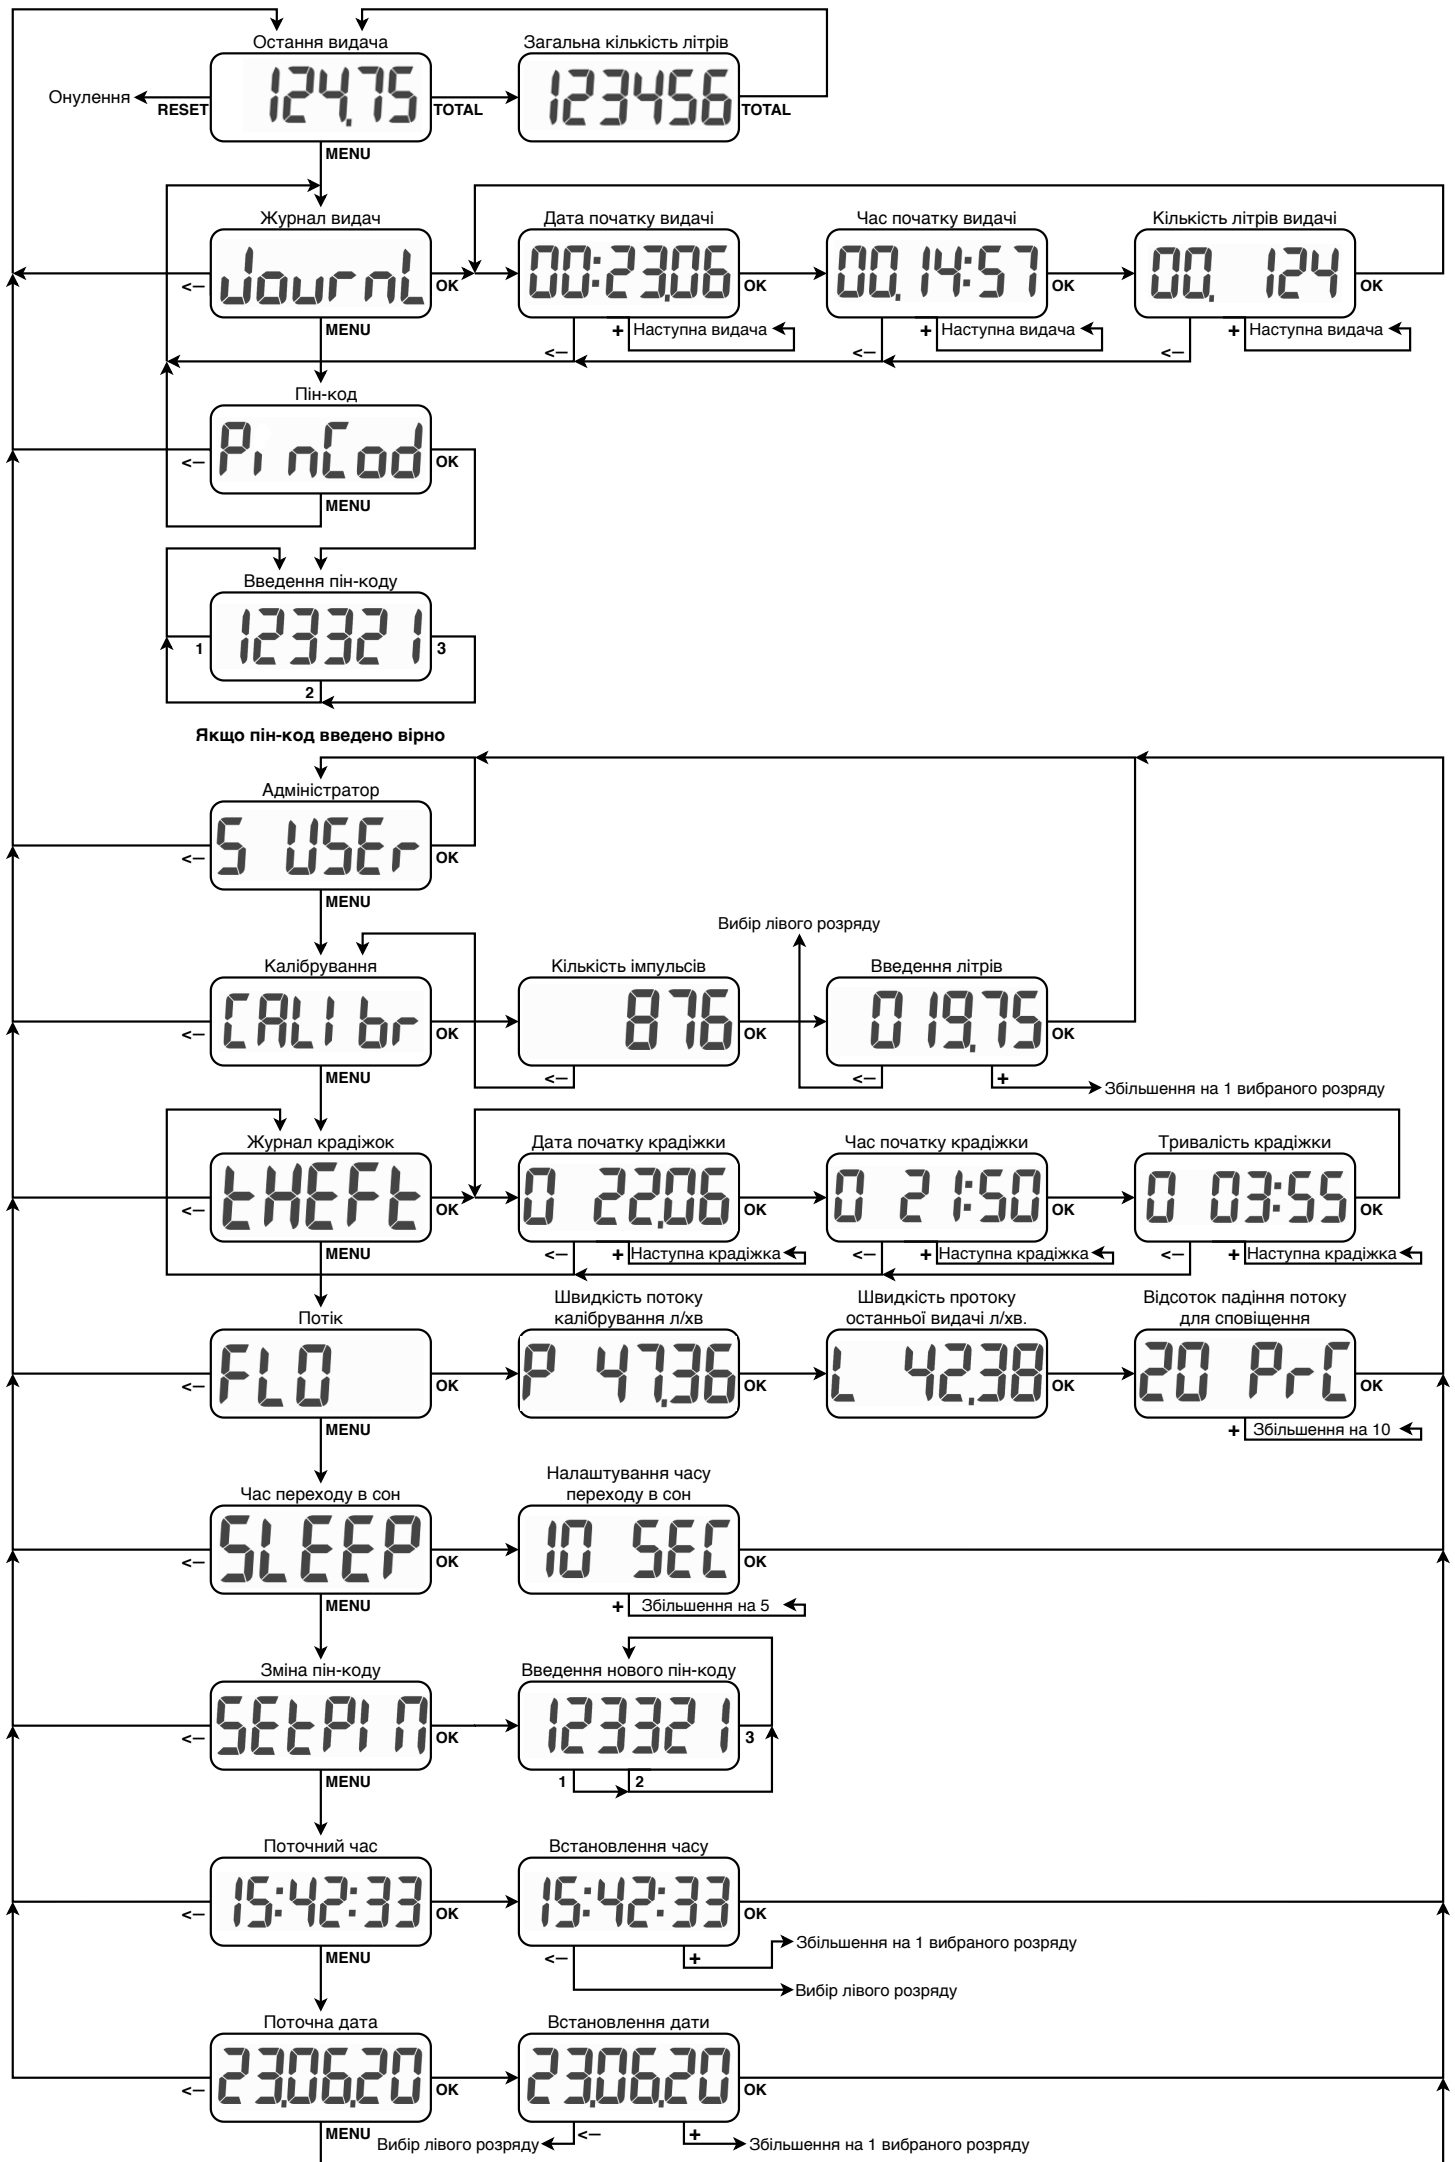 Остання видача
Загальна кількість літрів
Онулення
RESET
124.75
TOTAL
123456
TOTAL
MENU
Журнал видач
Дата початку видачі
Час початку видачі
Кількість літрів видачі
JournL
00:23.06
00.14:57
00. 124
<–
OK
OK
OK
OK
MENU
+
Наступна видача
+
Наступна видача
+
Наступна видача
<–
<–
<–
Пін-код
PinCod
<–
OK
MENU
Введення пін-коду
123321
1
3
2
Якщо пін-код введено вірно
Адміністратор
S USEr
<–
OK
MENU
Вибір лівого розряду
Калібрування
Кількість імпульсів
Введення літрів
CALIbr
876
019.75
<–
OK
OK
OK
MENU
<–
<–
+
Збільшення на 1 вибраного розряду
Журнал крадіжок
Дата початку крадіжки
Час початку крадіжки
Тривалість крадіжки
tHEFt
0 22.06
0 21:50
0 03:55
<–
OK
OK
OK
OK
MENU
<–
+
Наступна крадіжка
<–
+
Наступна крадіжка
<–
+
Наступна крадіжка
Потік
Швидкість потоку
калібрування л/хв
Швидкість протоку
останньої видачі л/хв.
Відсоток падіння потоку
для сповіщення
FLO
P 47.36
L 42.38
20 PrC
<–
OK
OK
OK
OK
MENU
+
Збільшення на 10
Час переходу в сон
Налаштування часу
переходу в сон
SLEEP
10 SEC
<–
OK
OK
MENU
+
Збільшення на 5
Зміна пін-коду
Введення нового пін-коду
SEtPIN
123321
<–
OK
3
MENU
1
2
Поточний час
Встановлення часу
15:42:33
15:42:33
<–
OK
OK
MENU
<–
+
Збільшення на 1 вибраного розряду
Вибір лівого розряду
Поточна дата
Встановлення дати
23.06.20
23.06.20
<–
OK
OK
MENU
Вибір лівого розряду
<–
+
Збільшення на 1 вибраного розряду